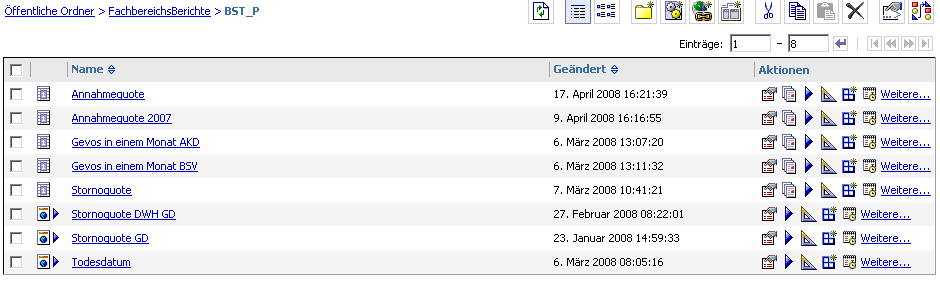 Öffentliche Ordner > FachbereichsBerichte > BST_P
Einträge: 1 - 8
Name Geändert Aktionen
Annahmequote 17. April 2008 16:21:39 Weitere...
Annahmequote 2007 9. April 2008 16:16:55 Weitere...
Gevos in einem Monat AKD 6. März 2008 13:07:20 Weitere...
Gevos in einem Monat BSV 6. März 2008 13:11:32 Weitere...
Stornoquote 7. März 2008 10:41:21 Weitere...
Stornoquote DWH GD 27. Februar 2008 08:22:01 Weitere...
Stornoquote GD 23. Januar 2008 14:59:33 Weitere...
Todesdatum 6. März 2008 08:05:16 Weitere...